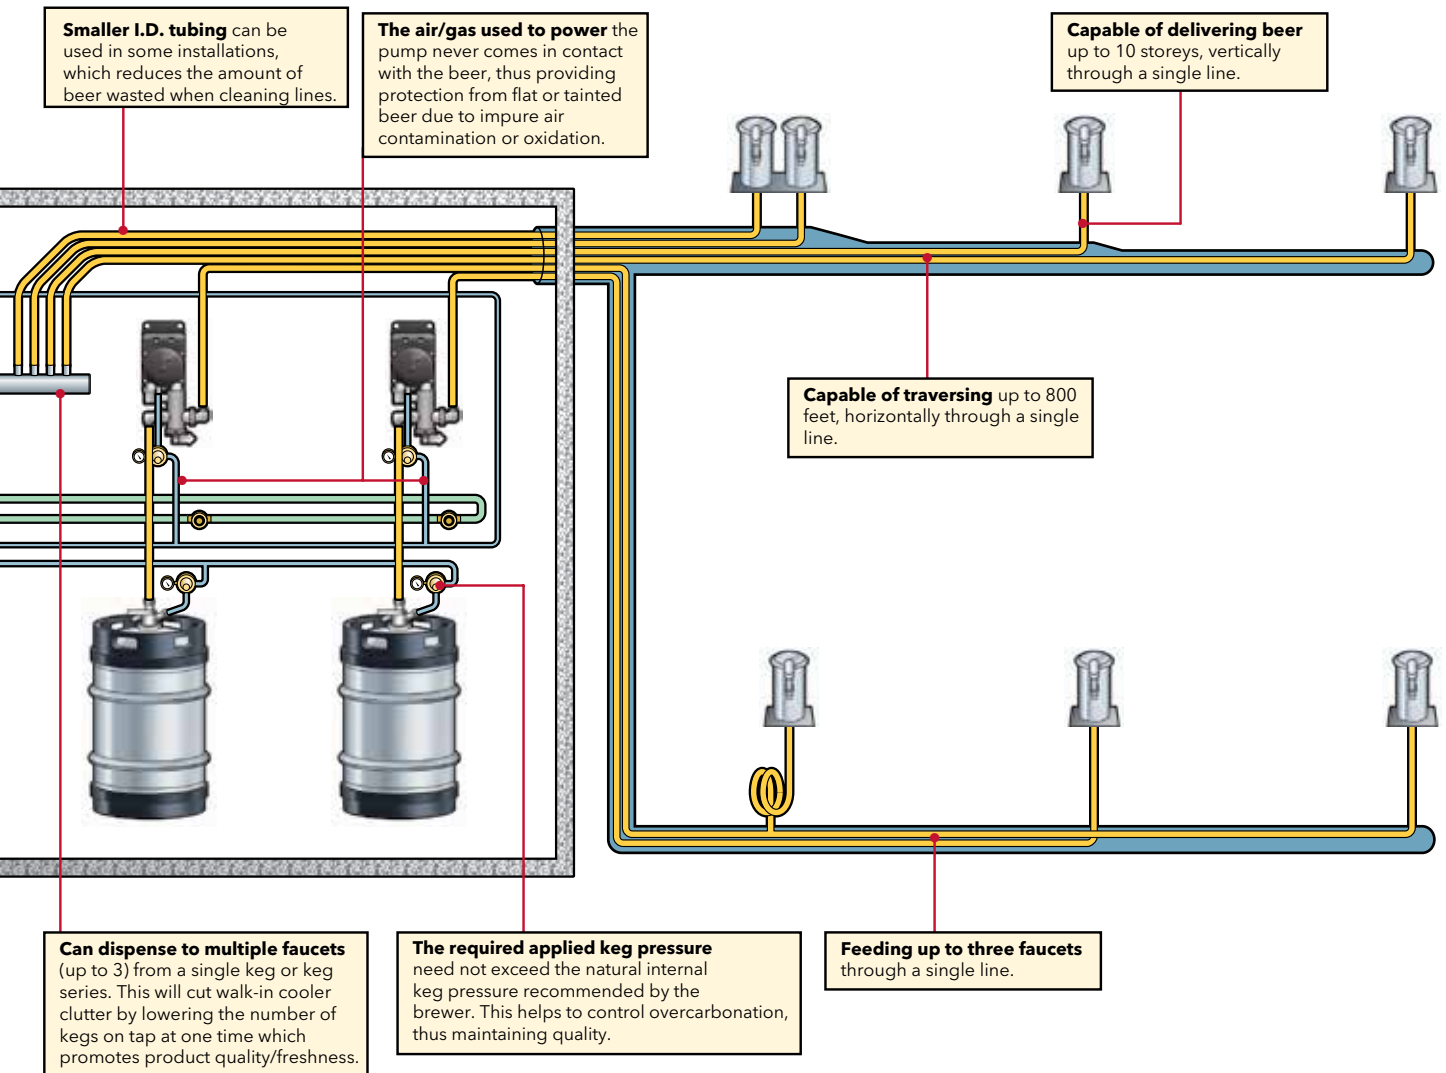 Smaller I.D. tubing can be
used in some installations,
which reduces the amount of
beer wasted when cleaning lines.
The air/gas used to power the
pump never comes in contact
with the beer, thus providing
protection from flat or tainted
beer due to impure air
contamination or oxidation.
Capable of delivering beer
up to 10 storeys, vertically
through a single line.
Capable of traversing up to 800
feet, horizontally through a single
line.
Can dispense to multiple faucets
(up to 3) from a single keg or keg
series. This will cut walk-in cooler
clutter by lowering the number of
kegs on tap at one time which
promotes product quality/freshness.
The required applied keg pressure
need not exceed the natural internal
keg pressure recommended by the
brewer. This helps to control overcarbonation,
thus maintaining quality.
Feeding up to three faucets
through a single line.